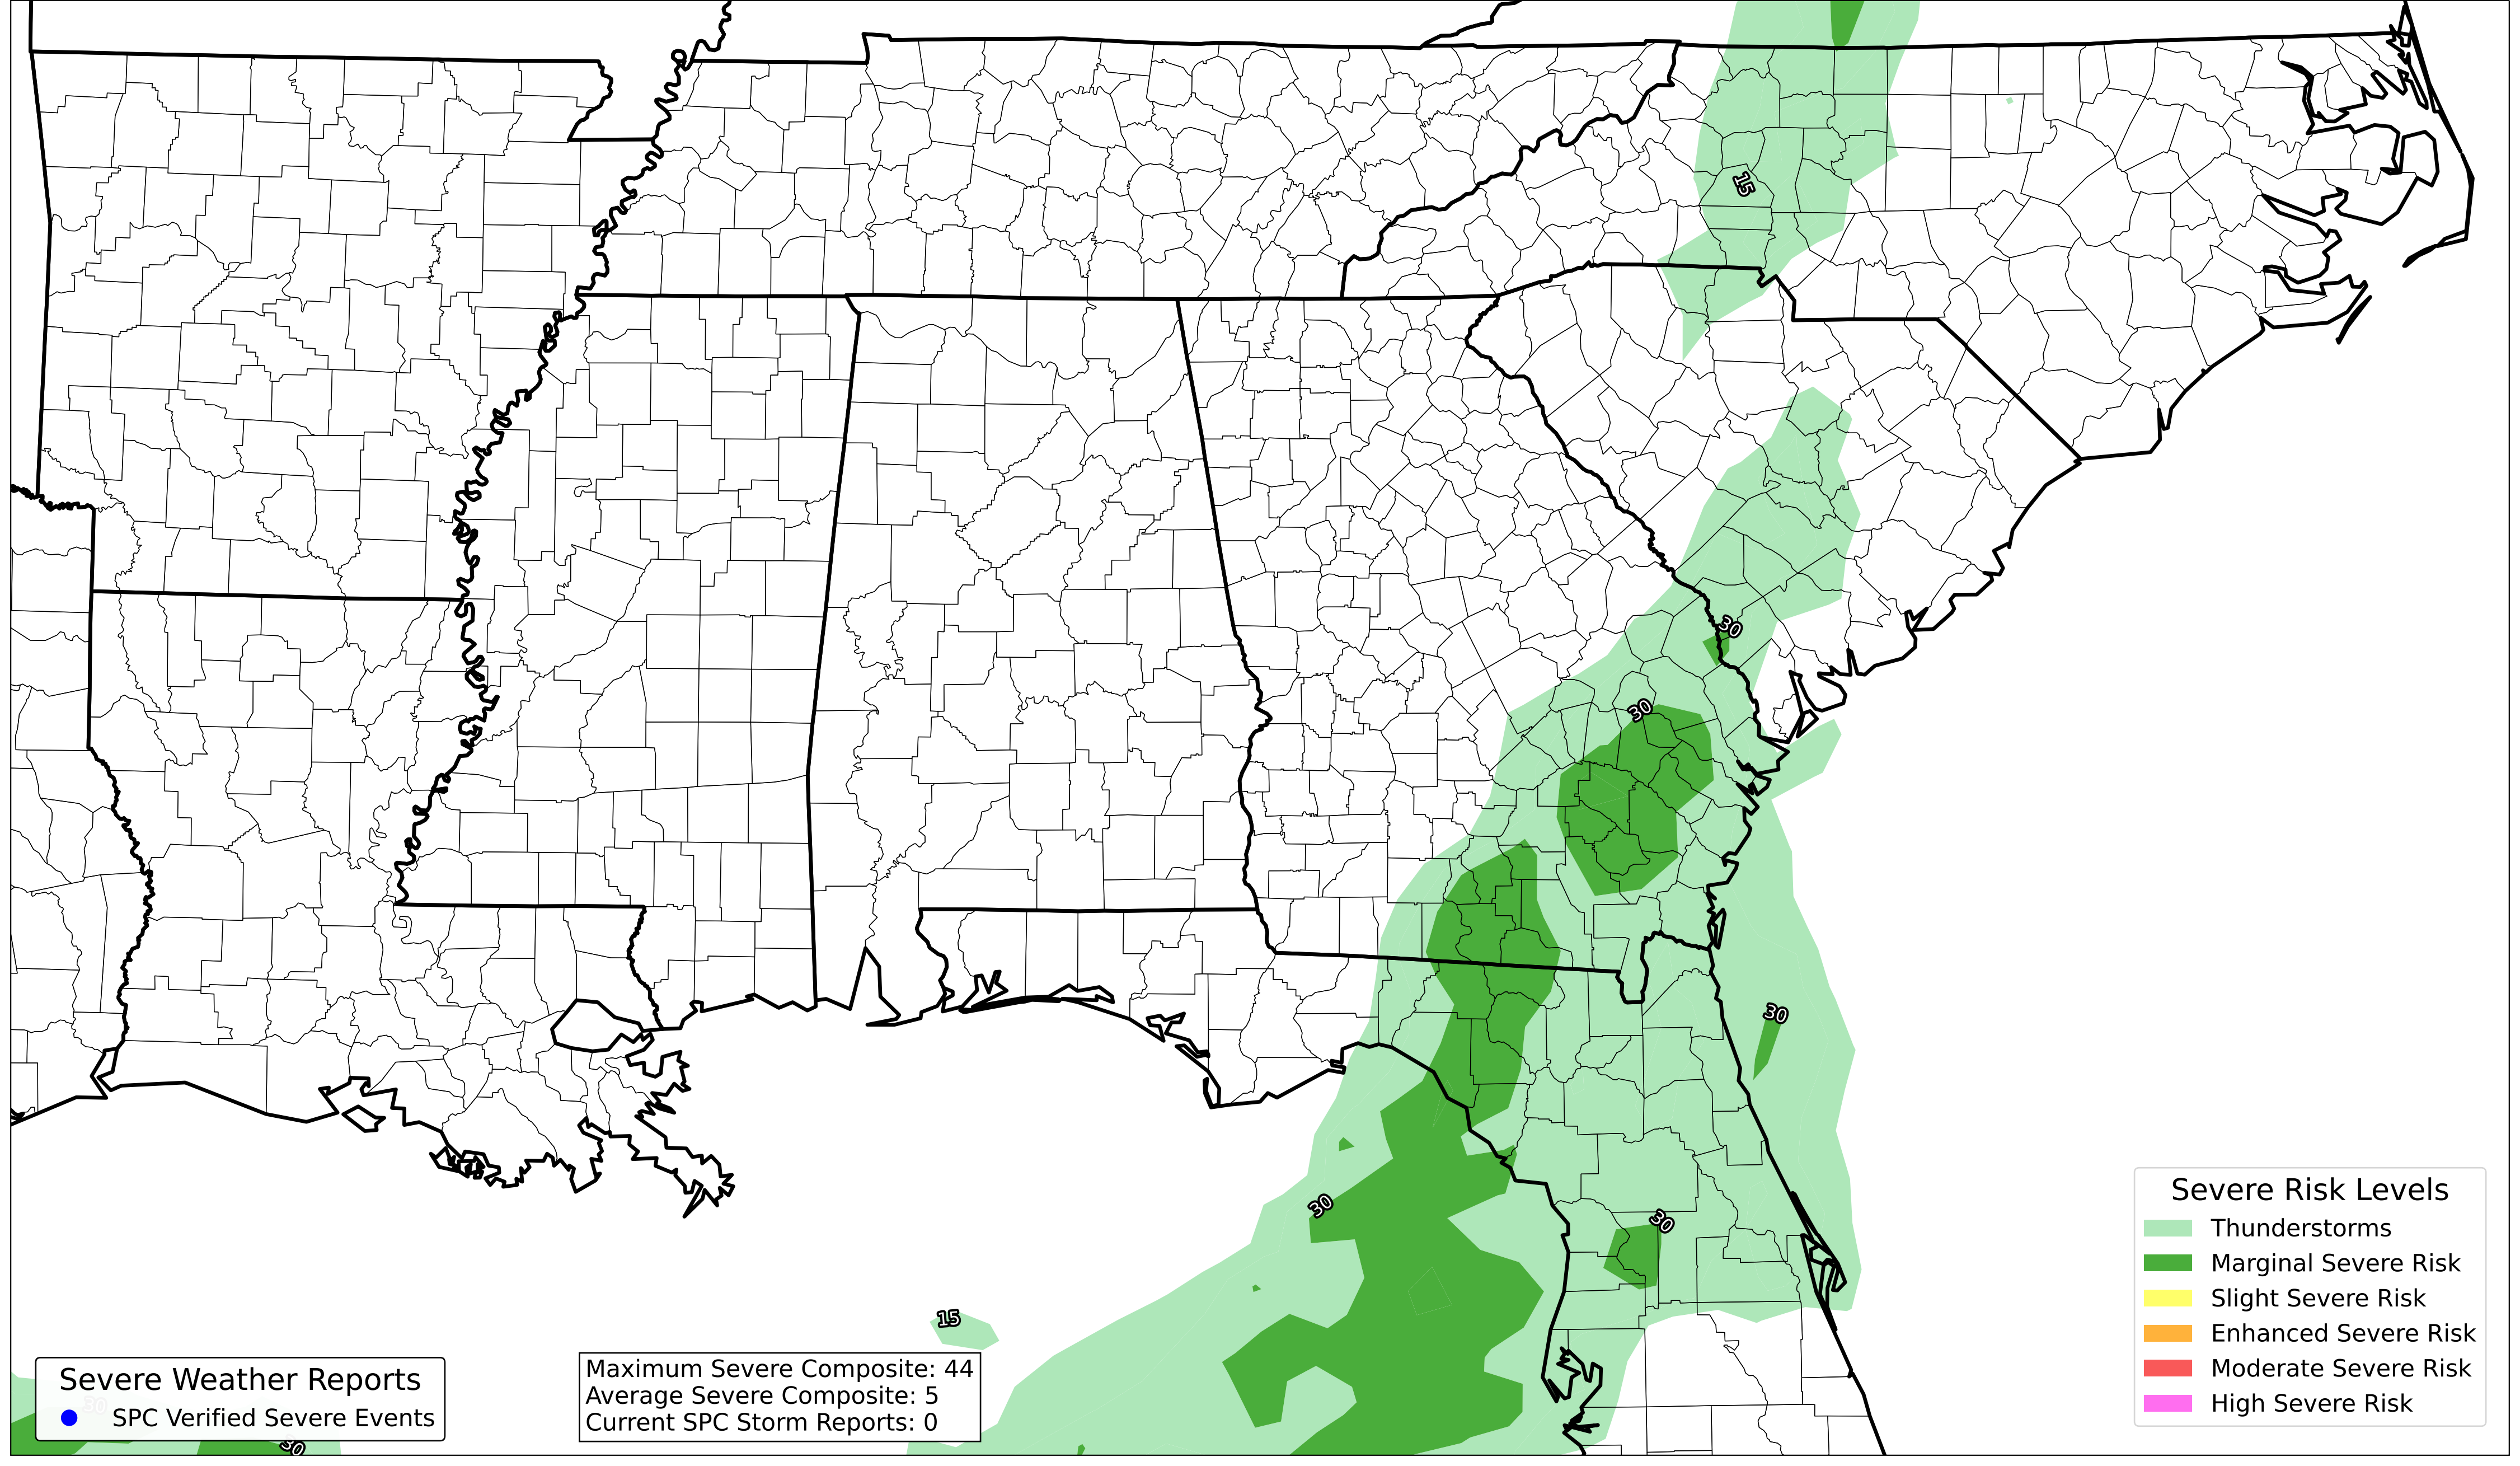 15
30
30
30
30
30
15
30
30
Severe Weather Reports
SPC Verified Severe Events
Maximum Severe Composite: 44
Average Severe Composite: 5
Current SPC Storm Reports: 0
Severe Risk Levels
Thunderstorms
Marginal Severe Risk
Slight Severe Risk
Enhanced Severe Risk
Moderate Severe Risk
High Severe Risk